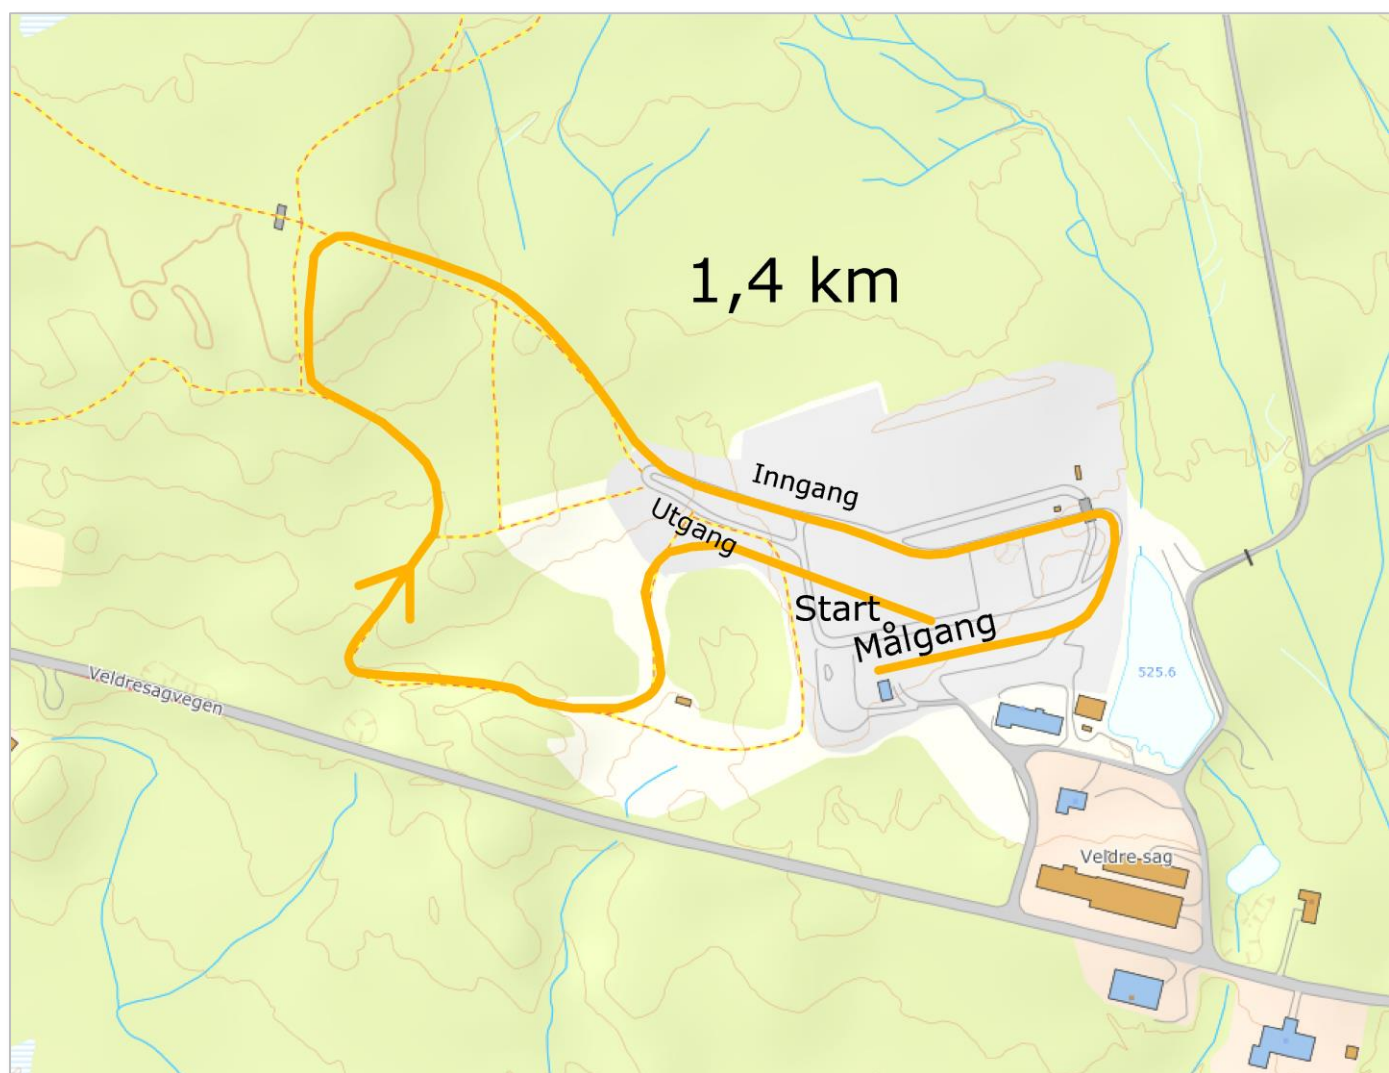 1,4 km
Inngang
Utgang
Start
Målgang
525.6
Veldresagvegen
Veldre sag